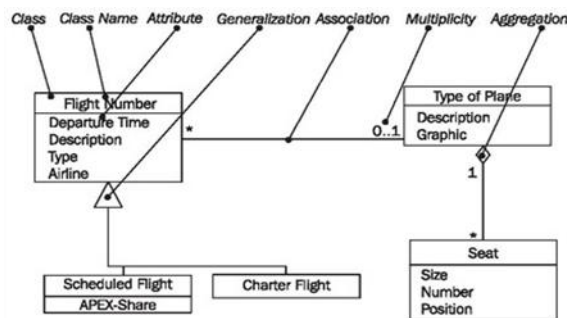 Class Class Name Attribute Generalization Association Multiplicity Aggregation
Flight Number
Departure Time
Description
Type
Airline
*
0..1
Type of Plane
Description
Graphic
1
*
Scheduled Flight
APEX-Share
Charter Flight
Seat
Size
Number
Position